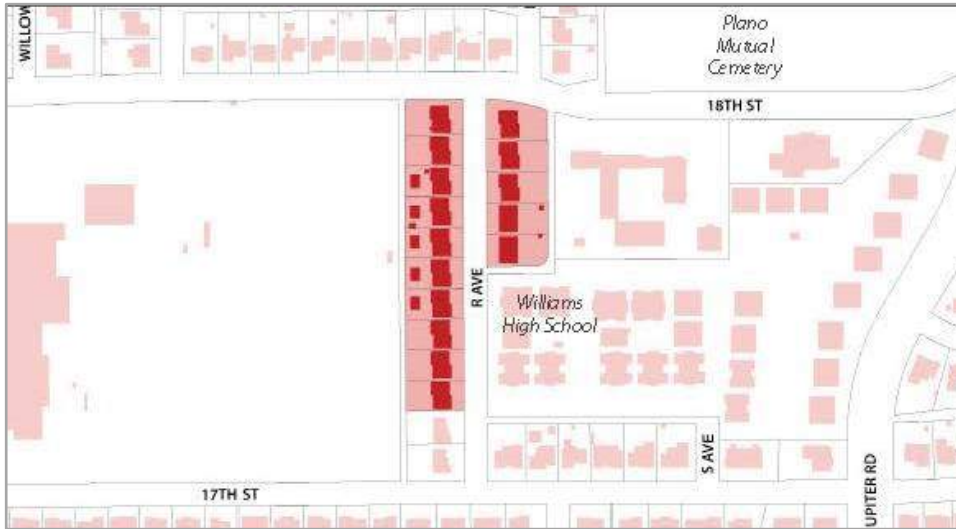 WILLOW
Plano
Mutual
Cemetery
18TH ST
R AVE
Williams
High School
S AVE
17TH ST
UPITER RD